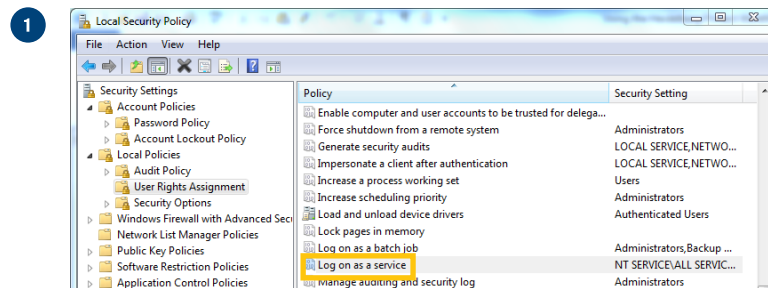 1
Local Security Policy
File Action View Help
Security Settings
Account Policies
Password Policy
Account Lockout Policy
Local Policies
Audit Policy
User Rights Assignment
Security Options
Windows Firewall with Advanced Secu
Network List Manager Policies
Public Key Policies
Software Restriction Policies
Application Control Policies
Policy Security Setting
Enable computer and user accounts to be trusted for delega...
Force shutdown from a remote system Administrators
Generate security audits LOCAL SERVICE,NETWO...
Impersonate a client after authentication LOCAL SERVICE,NETWO...
Increase a process working set Users
Increase scheduling priority Administrators
Load and unload device drivers Authenticated Users
Lock pages in memory
Log on as a batch job Administrators,Backup ...
Log on as a service NT SERVICE\ALL SERVIC...
Manage auditing and security log Administrators